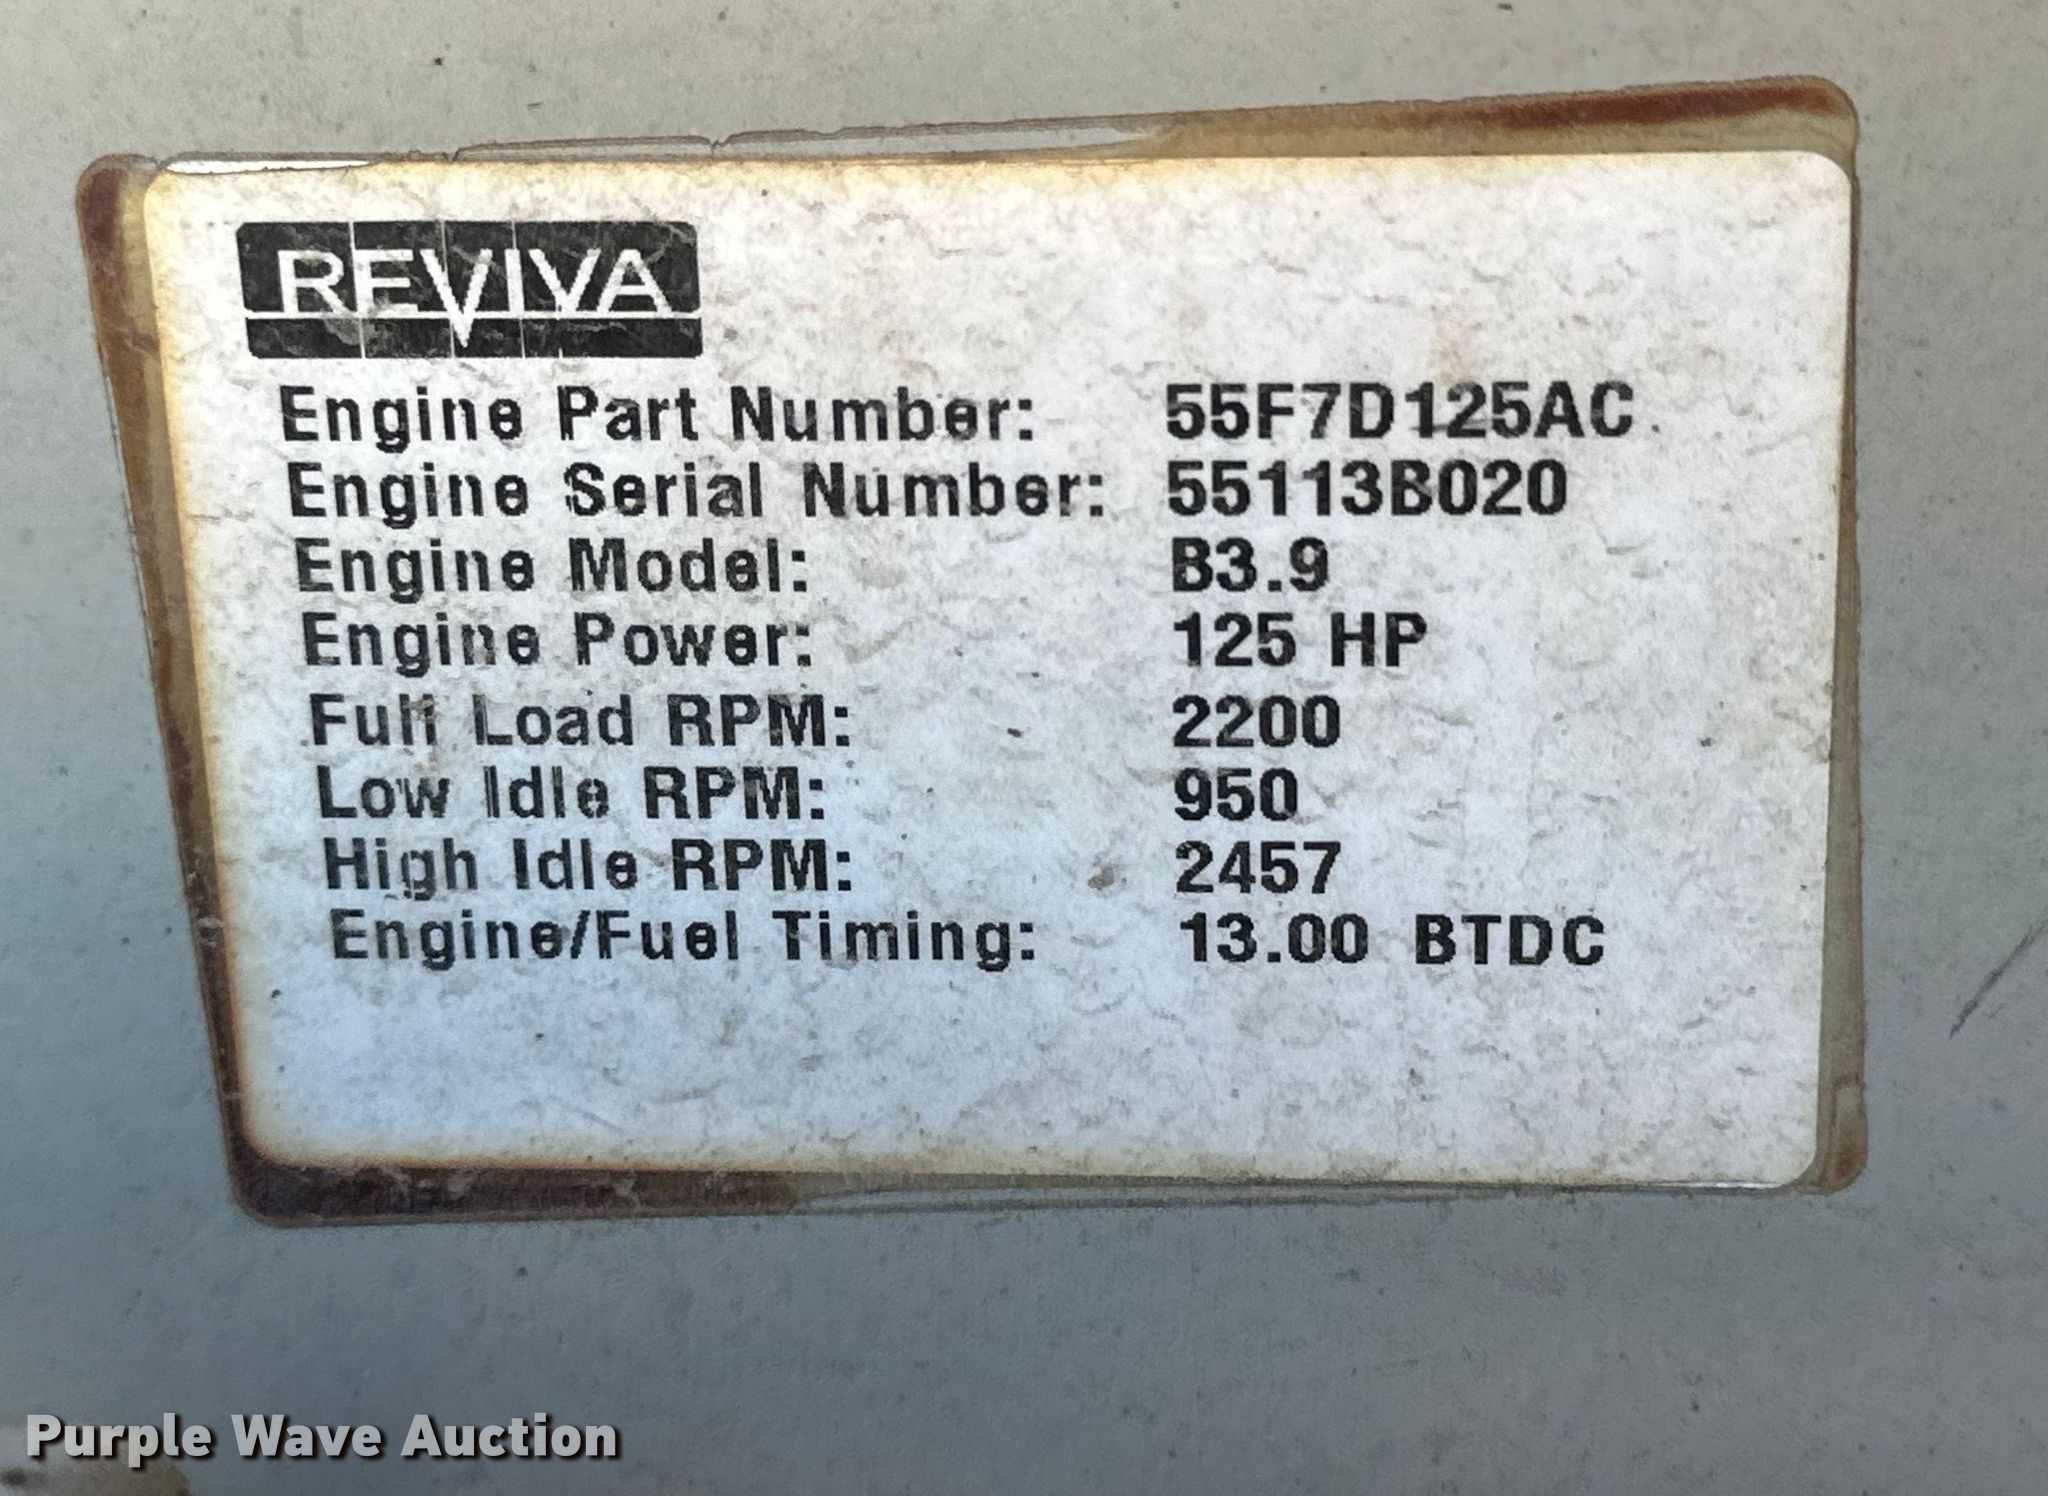 REVIVA
Engine Part Number: 55F7D125AC
Engine Serial Number: 55113B020
Engine Model: B3.9
Engine Power: 125 HP
Full Load RPM: 2200
Low Idle RPM: 950
High Idle RPM: 2457
Engine/Fuel Timing: 13.00 BTDC
Purple Wave Auction